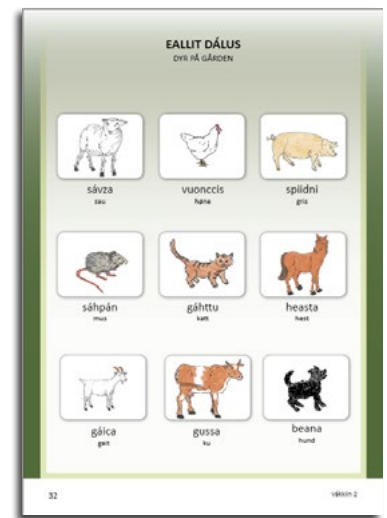 EALLIT DÁLUS
DYR PÅ GÅRDEN
sávza vuonccis spiidni
sau høne gris
sáhpán gáhttu heasta
mus katt hest
gáica gussa beana
geit ku hund
32 Vákkin 2